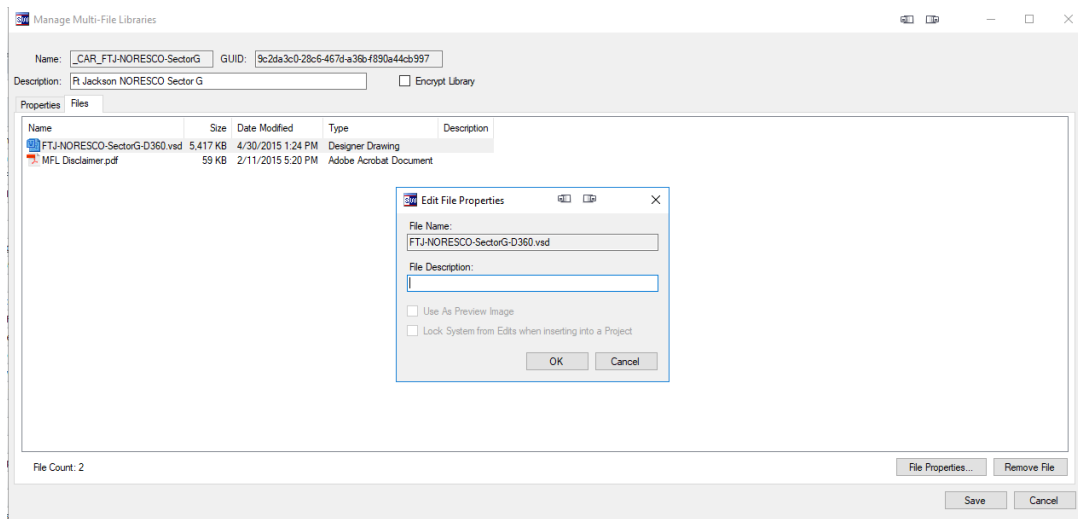 Manage Multi-File Libraries
Name: _CAR_FTJ-NORESCO-SectorG GUID: 9c2da3c0-28c6-467d-a36b-f890a44cb997
Description: Ft Jackson NORESCO Sector G Encrypt Library
Properties Files
Name Size Date Modified Type Description
FTJ-NORESCO-SectorG-D360.vsd 5,417 KB 4/30/2015 1:24 PM Designer Drawing
MFL Disclaimer.pdf 59 KB 2/11/2015 5:20 PM Adobe Acrobat Document
Edit File Properties
File Name:
FTJ-NORESCO-SectorG-D360.vsd
File Description:
Use As Preview Image
Lock System from Edits when inserting into a Project
OK Cancel
File Count: 2 File Properties... Remove File
Save Cancel